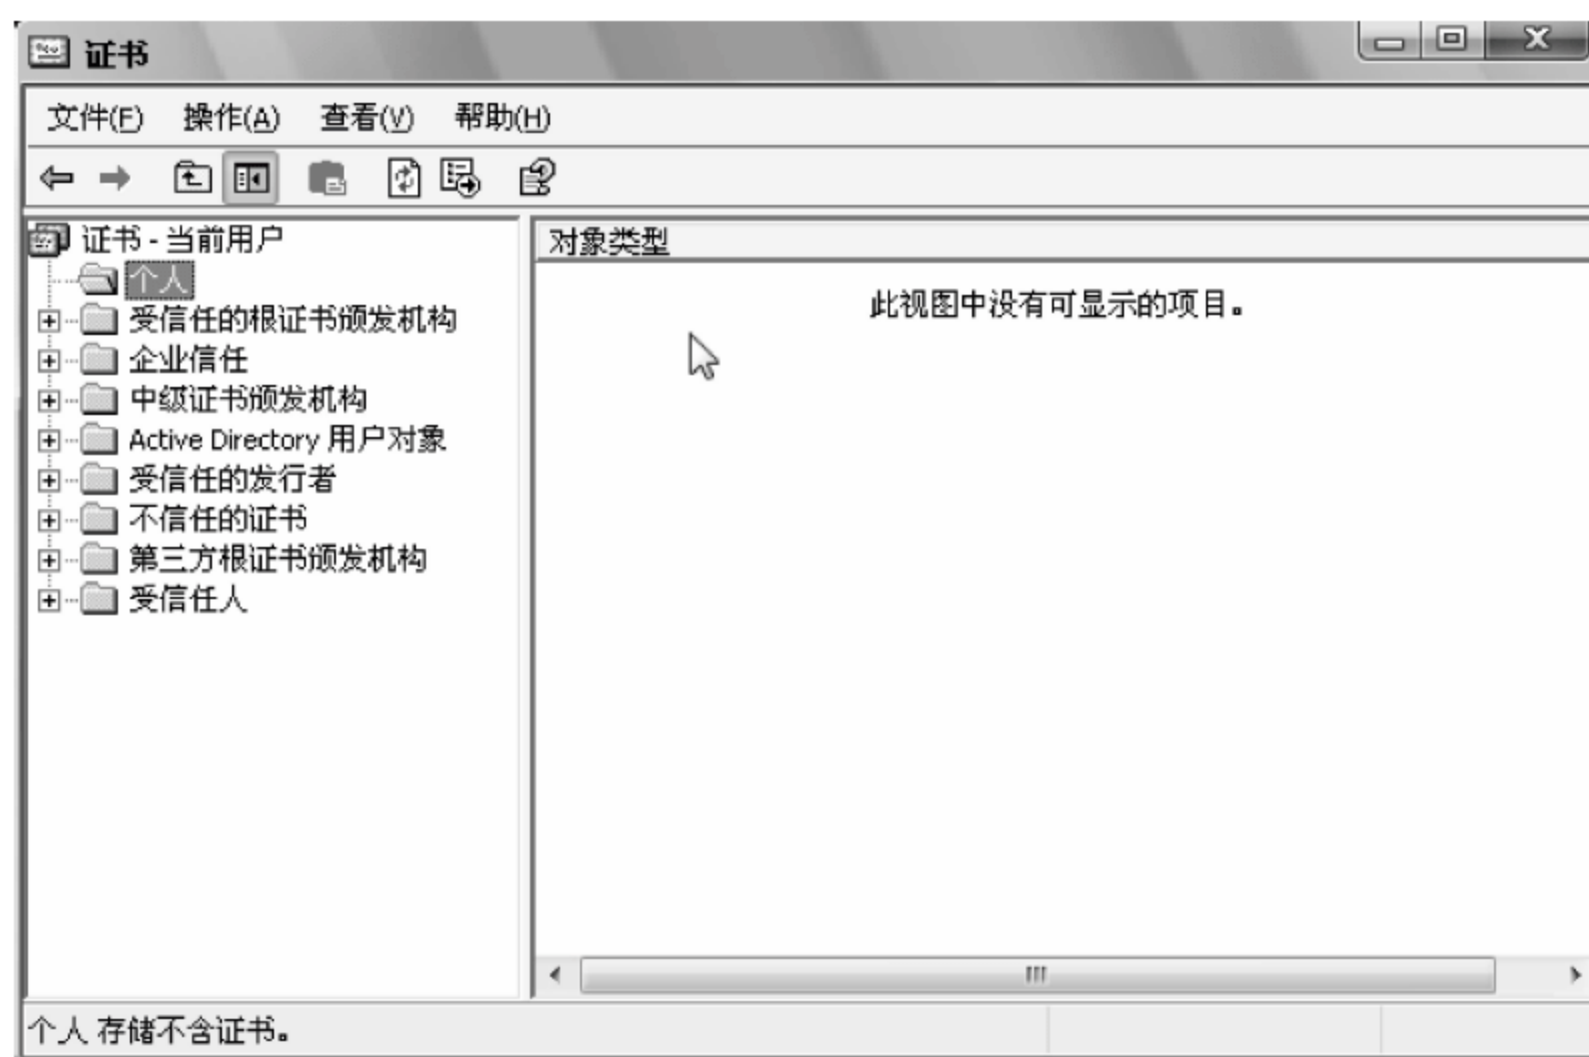 证书
文件(F) 操作(A) 查看(V) 帮助(H)
证书 - 当前用户
个人
受信任的根证书颁发机构
企业信任
中级证书颁发机构
Active Directory 用户对象
受信任的发行者
不信任的证书
第三方根证书颁发机构
受信任人
对象类型
此视图中没有可显示的项目。
个人 存储不含证书。